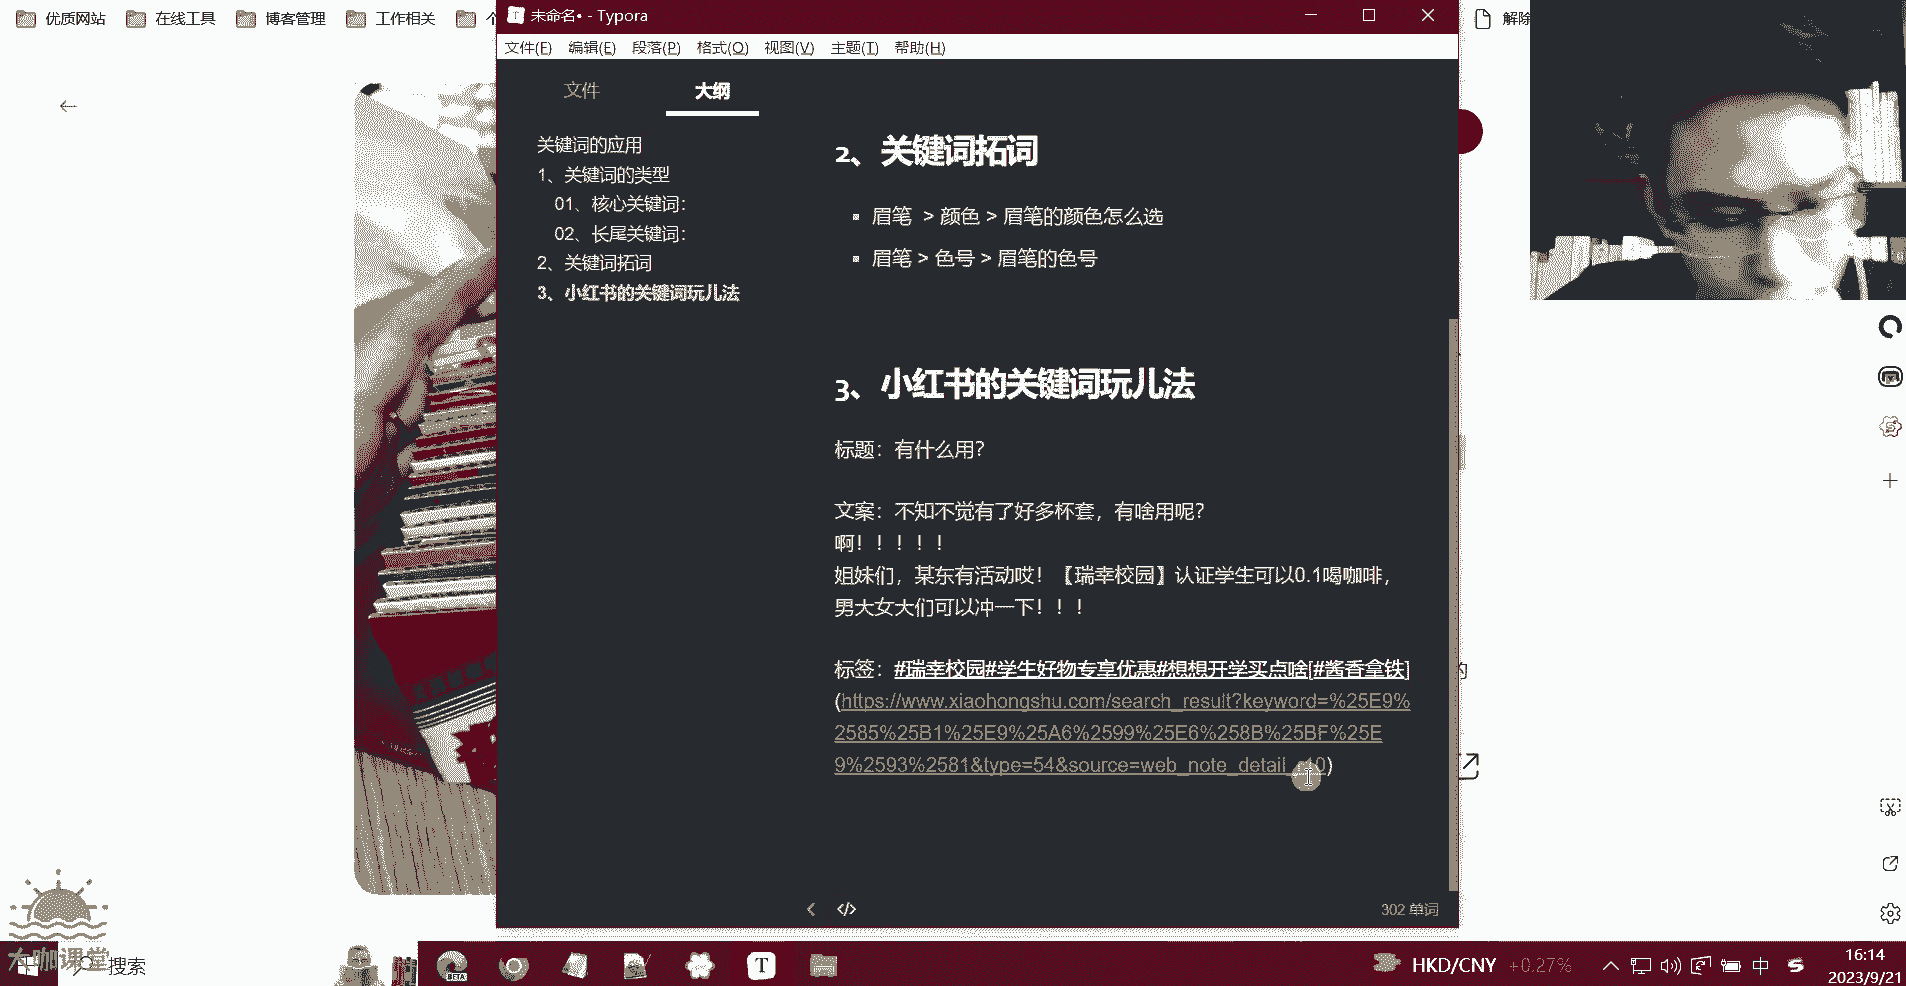 优质网站
在线工具
博客管理
工作相关
个
未命名• - Typora
解除
文件(F) 编辑(E) 段落(P) 格式(O) 视图(V) 主题(T) 帮助(H)
文件
大纲
关键词的应用
1、关键词的类型
01、核心关键词：
02、长尾关键词：
2、关键词拓词
3、小红书的关键词玩儿法
2、关键词拓词
眉笔 > 颜色 > 眉笔的颜色怎么选
眉笔 > 色号 > 眉笔的色号
3、小红书的关键词玩儿法
标题：有什么用？
文案：不知不觉有了好多杯套，有啥用呢？
啊！！！！！
姐妹们，某东有活动哎！【瑞幸校园】认证学生可以0.1喝咖啡，
男大女大们可以冲一下！！！
标签：#瑞幸校园#学生好物专享优惠#想想开学买点啥[#酱香拿铁]
(https://www.xiaohongshu.com/search_result?keyword=%25E9%
2585%25B1%25E9%25A6%2599%25E6%258B%25BF%25E
9%2593%2581&type=54&source=web_note_detail_r10)
的
302 单词
大咖课堂
搜索
BETA
T
HKD/CNY +0.27%
中
16:14
2023/9/21